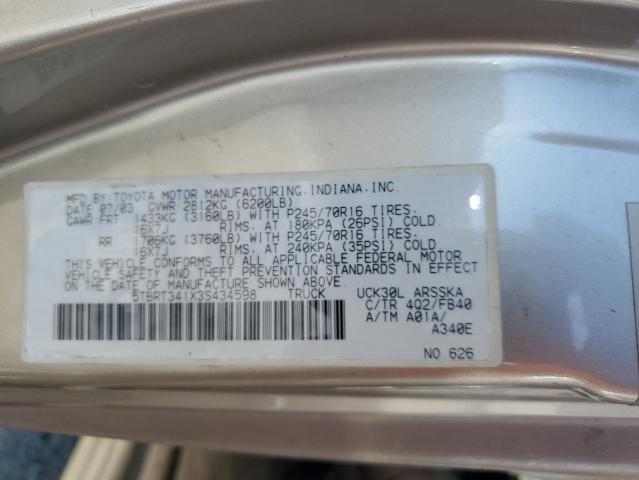 MFD. BY: TOYOTA MOTOR MANUFACTURING, INDIANA, INC.
DATE 07/03 GVWR 2812KG (6200LB)
GAWR FRT 1433KG (3160LB) WITH P245/70R16 TIRES.
16X7J RIMS. AT 180KPA (26PSI) COLD
RR 1706KG (3760LB) WITH P245/70R16 TIRES.
16X7J RIMS. AT 240KPA (35PSI) COLD.
THIS VEHICLE CONFORMS TO ALL APPLICABLE FEDERAL MOTOR
VEHICLE SAFETY AND THEFT PREVENTION STANDARDS IN EFFECT
ON THE DATE OF MANUFACTURE SHOWN ABOVE.
5TBRT341X3S434598 TRUCK UCK30L ARSSKA
C/TR 4Q2/FB40
A/TM A01A/
A340E
NO. 626